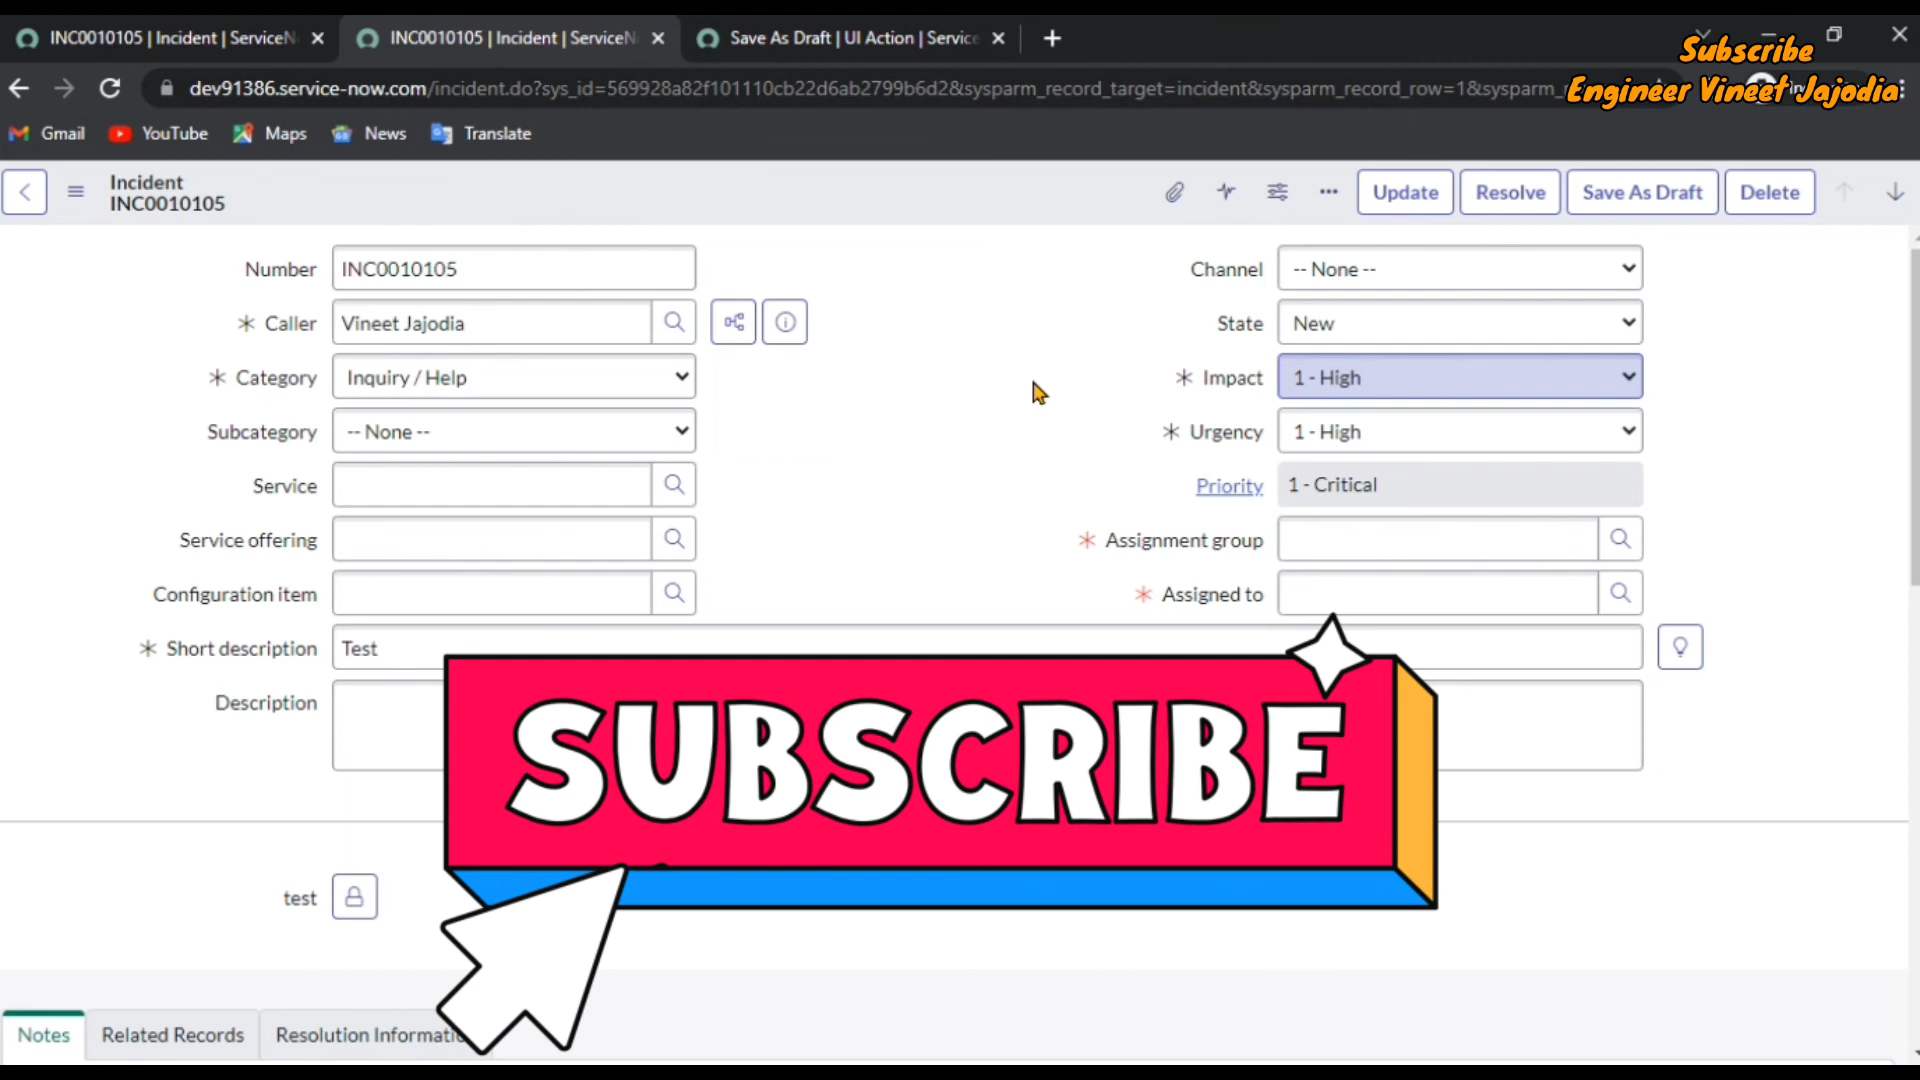 INC0010105 | Incident | ServiceN
INC0010105 | Incident | ServiceN
Save As Draft | UI Action | Service
Subscribe
Engineer Vineet Jajodia
dev91386.service-now.com/incident.do?sys_id=569928a82f101110cb22d6ab2799b6d2&sysparm_record_target=incident&sysparm_record_row=1&sysparm_
Gmail
YouTube
Maps
News
Translate
Incident
INC0010105
Update
Resolve
Save As Draft
Delete
Number
INC0010105
Channel
-- None --
* Caller
Vineet Jajodia
State
New
* Category
Inquiry / Help
* Impact
1 - High
Subcategory
-- None --
* Urgency
1 - High
Service
Priority
1 - Critical
Service offering
* Assignment group
Configuration item
* Assigned to
* Short description
Test
Description
SUBSCRIBE
test
Notes
Related Records
Resolution Informatio